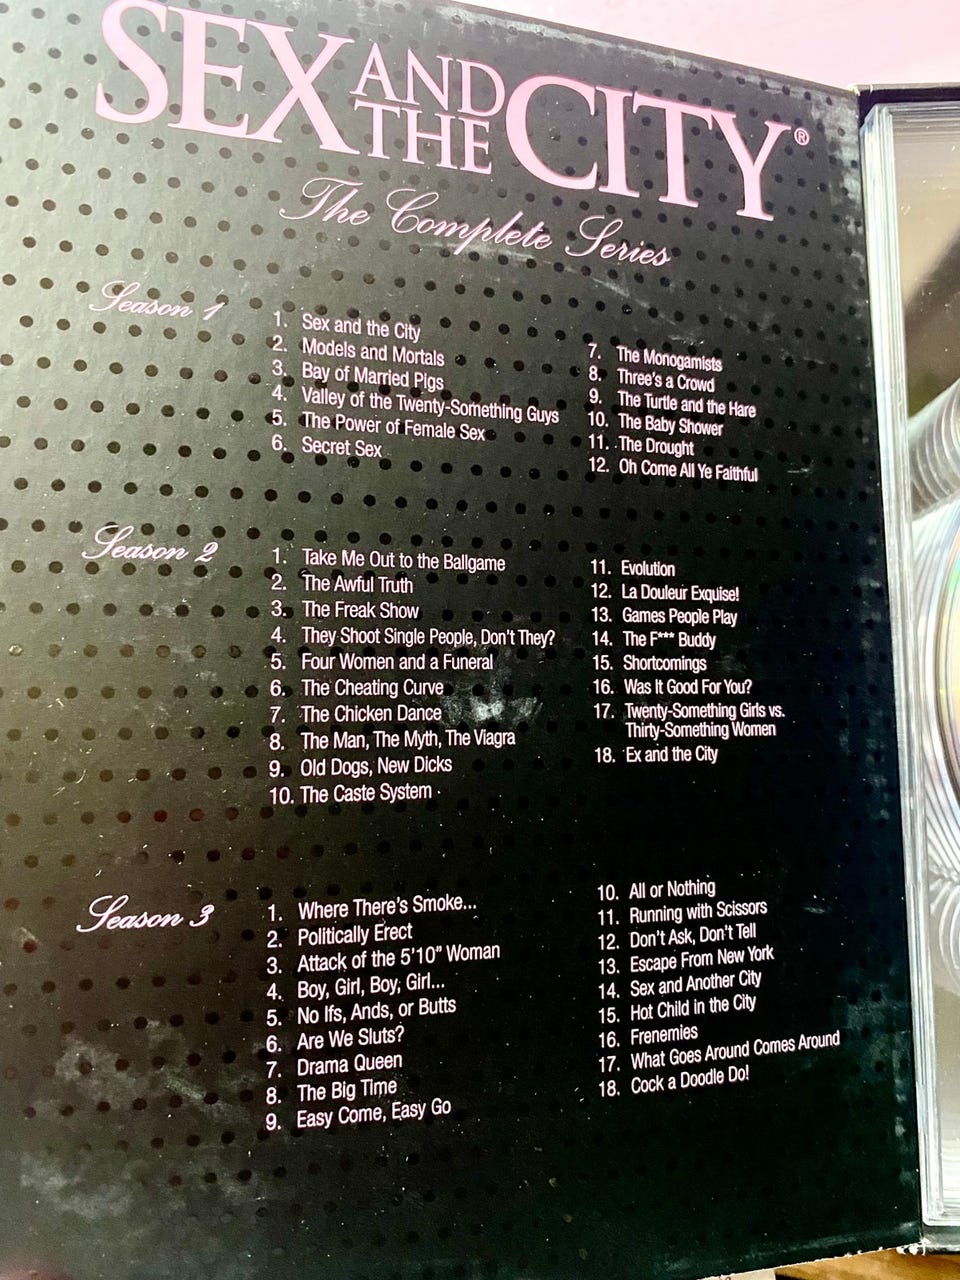 SEX AND THE CITY®
The Complete Series
Season 1
1. Sex and the City
2. Models and Mortals
3. Bay of Married Pigs
4. Valley of the Twenty-Something Guys
5. The Power of Female Sex
6. Secret Sex
7. The Monogamists
8. Three's a Crowd
9. The Turtle and the Hare
10. The Baby Shower
11. The Drought
12. Oh Come All Ye Faithful
Season 2
1. Take Me Out to the Ballgame
2. The Awful Truth
3. The Freak Show
4. They Shoot Single People, Don't They?
5. Four Women and a Funeral
6. The Cheating Curve
7. The Chicken Dance
8. The Man, The Myth, The Viagra
9. Old Dogs, New Dicks
10. The Caste System
11. Evolution
12. La Douleur Exquise!
13. Games People Play
14. The F*** Buddy
15. Shortcomings
16. Was It Good For You?
17. Twenty-Something Girls vs.
Thirty-Something Women
18. Ex and the City
Season 3
1. Where There's Smoke...
2. Politically Erect
3. Attack of the 5'10" Woman
4. Boy, Girl, Boy, Girl...
5. No Ifs, Ands, or Butts
6. Are We Sluts?
7. Drama Queen
8. The Big Time
9. Easy Come, Easy Go
10. All or Nothing
11. Running with Scissors
12. Don't Ask, Don't Tell
13. Escape From New York
14. Sex and Another City
15. Hot Child in the City
16. Frenemies
17. What Goes Around Comes Around
18. Cock a Doodle Do!